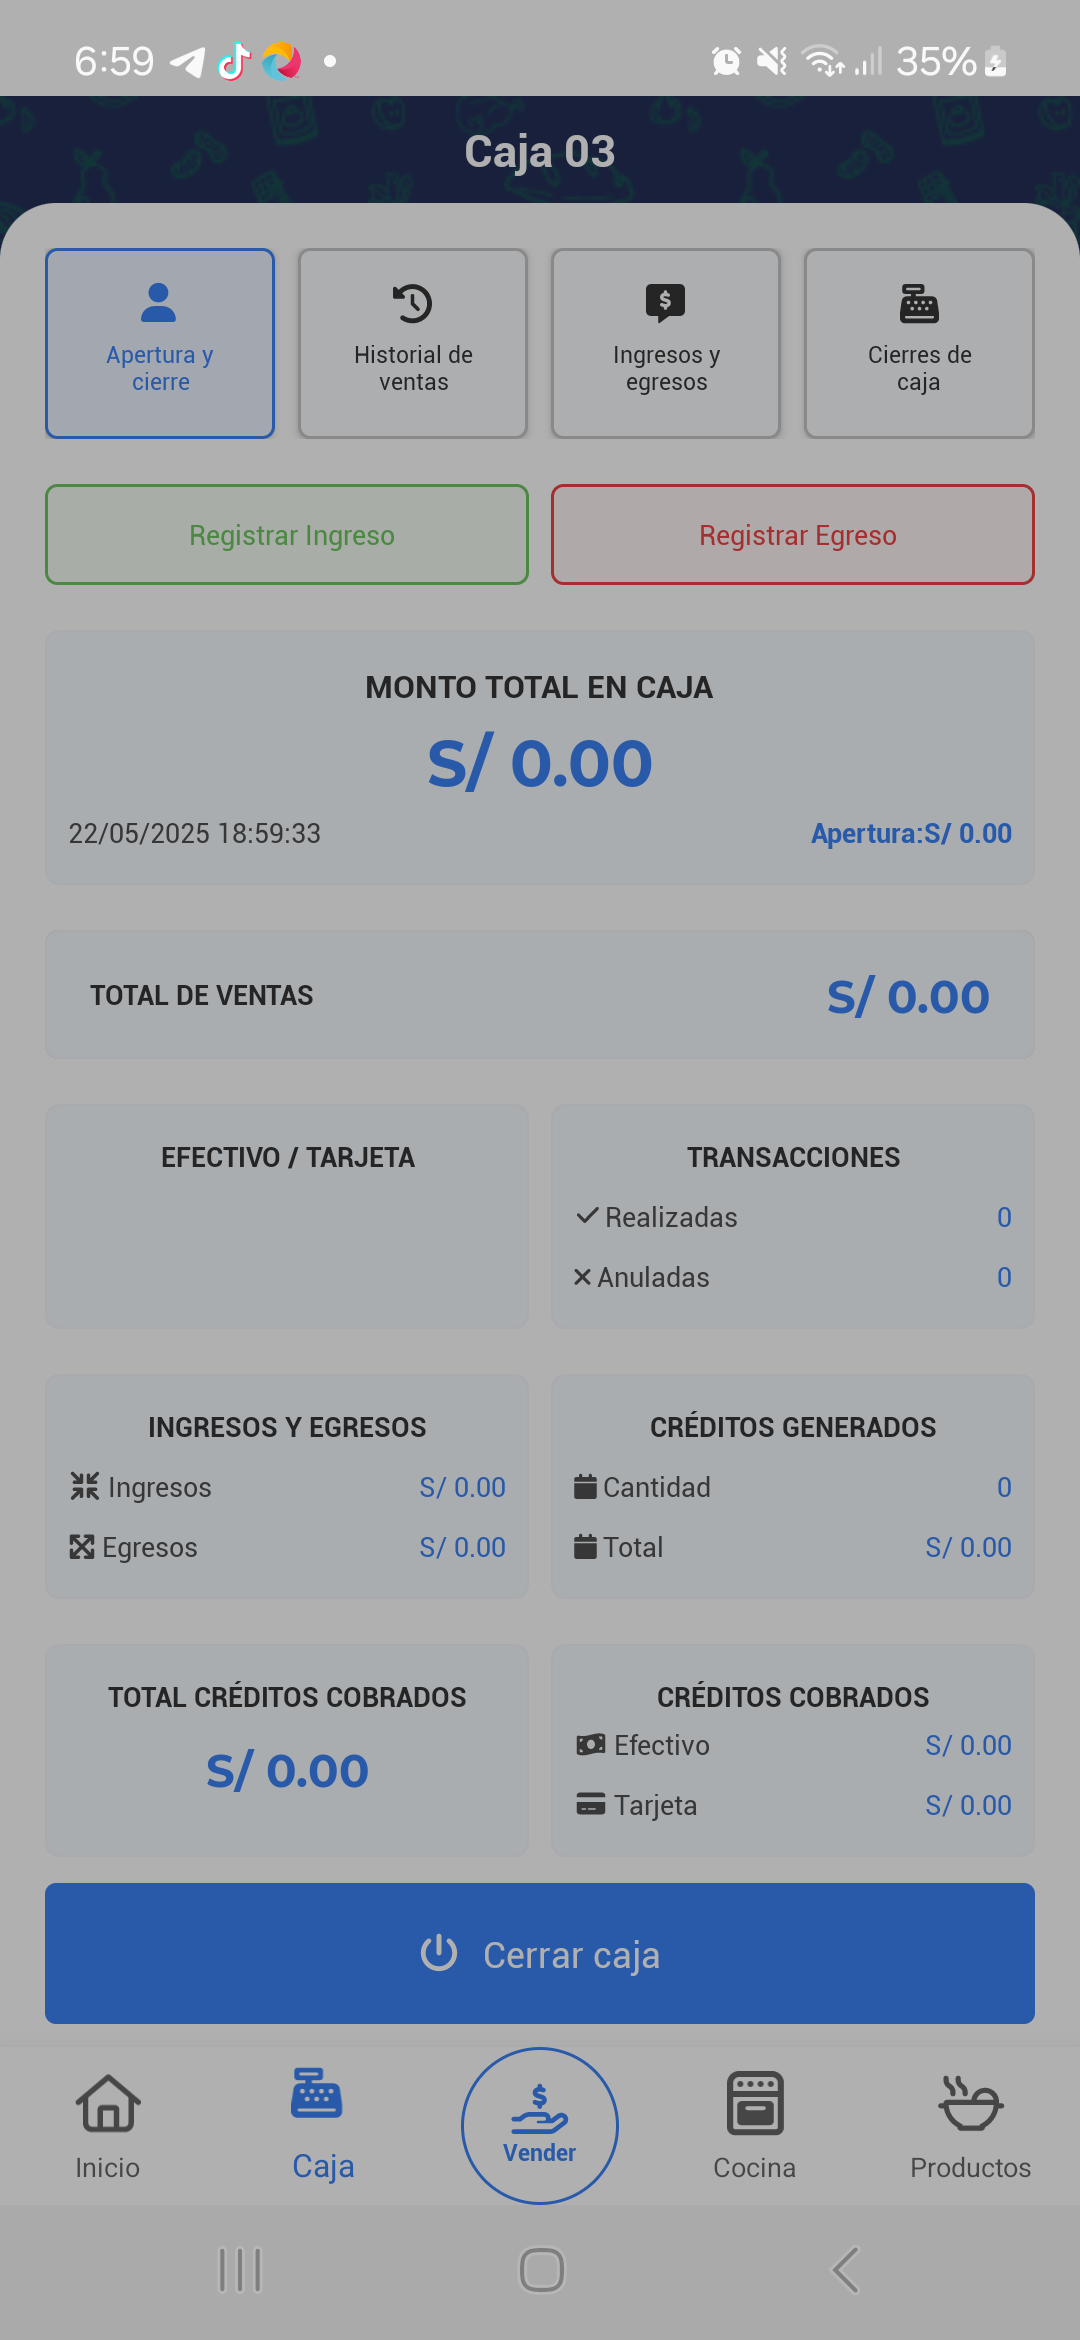 6:59
35%
Caja 03
Apertura y
cierre
Historial de
ventas
Ingresos y
egresos
Cierres de
caja
Registrar Ingreso
Registrar Egreso
MONTO TOTAL EN CAJA
S/ 0.00
22/05/2025 18:59:33
Apertura:S/ 0.00
TOTAL DE VENTAS
S/ 0.00
EFECTIVO / TARJETA
TRANSACCIONES
Realizadas 0
Anuladas 0
INGRESOS Y EGRESOS
Ingresos S/ 0.00
Egresos S/ 0.00
CRÉDITOS GENERADOS
Cantidad 0
Total S/ 0.00
TOTAL CRÉDITOS COBRADOS
S/ 0.00
CRÉDITOS COBRADOS
Efectivo S/ 0.00
Tarjeta S/ 0.00
Cerrar caja
Inicio
Caja
Vender
Cocina
Productos